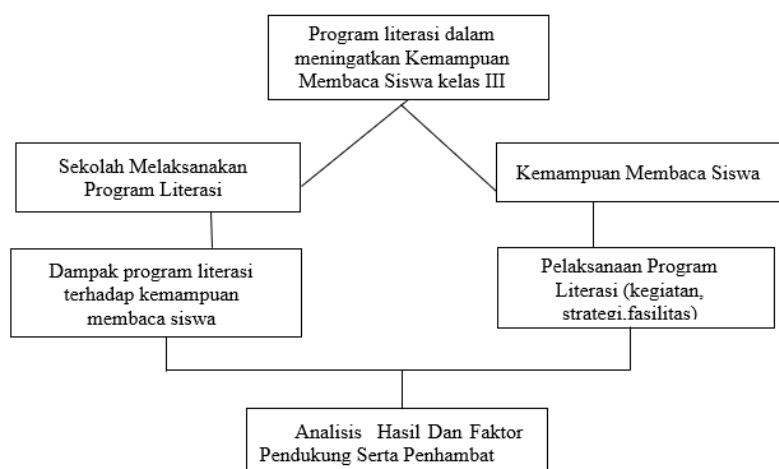 Program literasi dalam
meningatkan Kemampuan
Membaca Siswa kelas III
Sekolah Melaksanakan
Program Literasi
Kemampuan Membaca Siswa
Dampak program literasi
terhadap kemampuan
membaca siswa
Pelaksanaan Program
Literasi (kegiatan,
strategi,fasilitas)
Analisis Hasil Dan Faktor
Pendukung Serta Penhambat